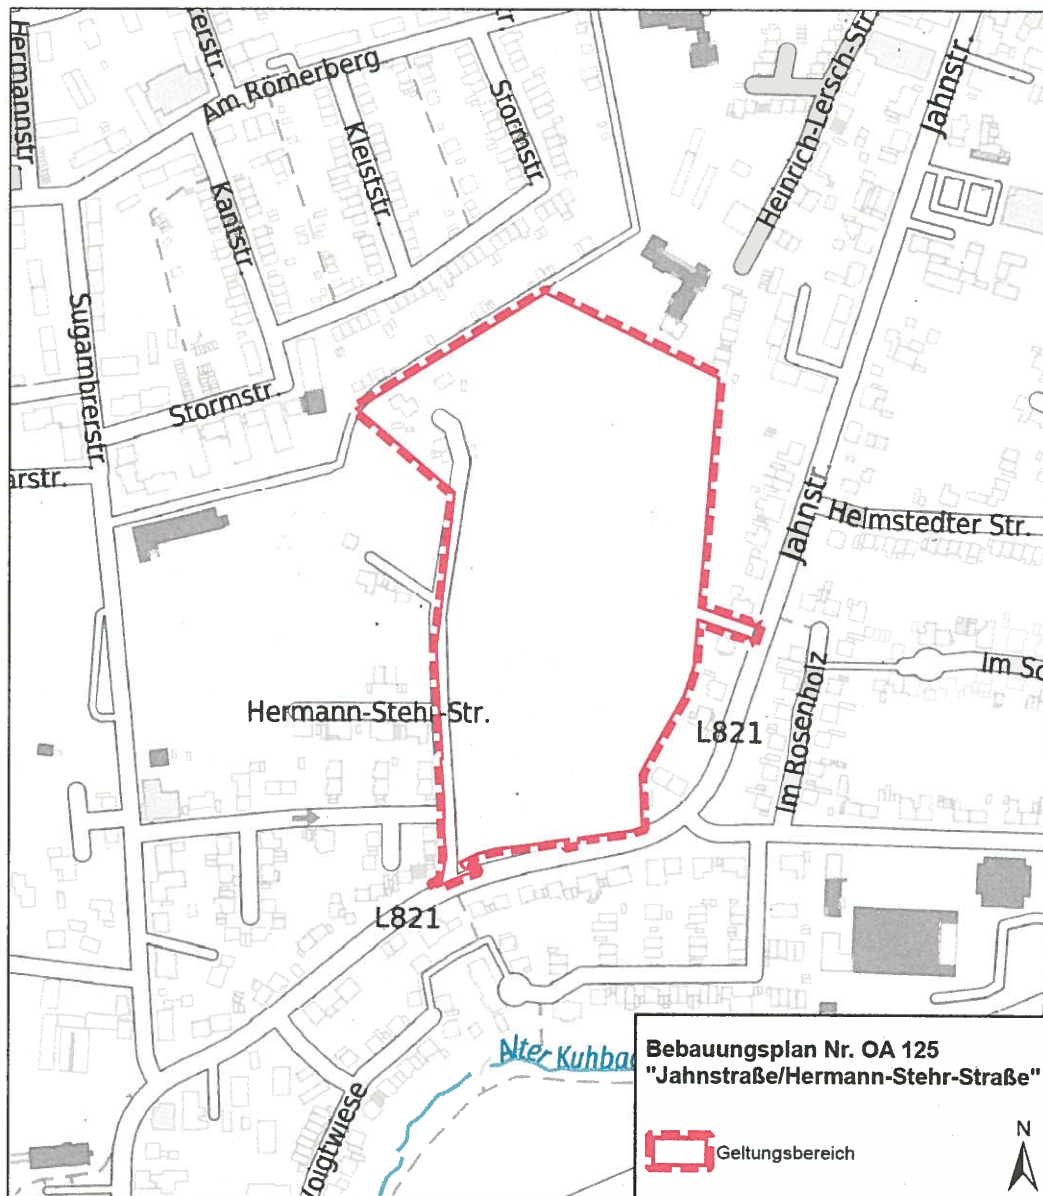 Hermannstr.
Am Römerberg
Kleiststr.
Stormstr.
Kantstr.
Heinrich-Lersch-Str.
Jahnstr.
Sugambrerstr.
Stormstr.
Jahnstr.
Helmstedter Str.
Hermann-Stehr-Str.
L821
Im Rosenholz
L821
Alter Kuhbac
Voigtwiese
Bebauungsplan Nr. OA 125
"Jahnstraße/Hermann-Stehr-Straße"
Geltungsbereich
N